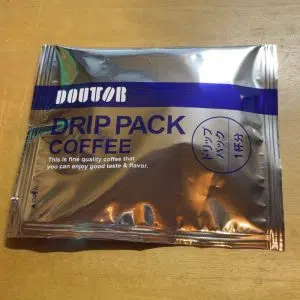 DOUTOR
DRIP PACK
COFFEE
This is fine quality coffee that
you can enjoy good taste & flavor.
ドリップ
パック
1杯分